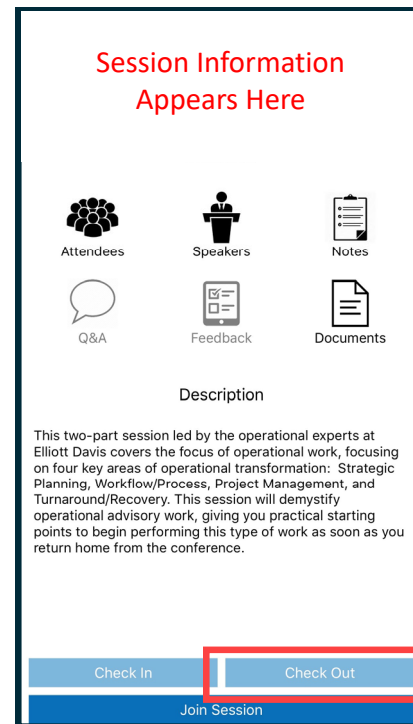 Session Information
Appears Here
Attendees
Speakers
Notes
Q&A
Feedback
Documents
Description
This two-part session led by the operational experts at
Elliott Davis covers the focus of operational work, focusing
on four key areas of operational transformation: Strategic
Planning, Workflow/Process, Project Management, and
Turnaround/Recovery. This session will demystify
operational advisory work, giving you practical starting
points to begin performing this type of work as soon as you
return home from the conference.
Check In
Check Out
Join Session